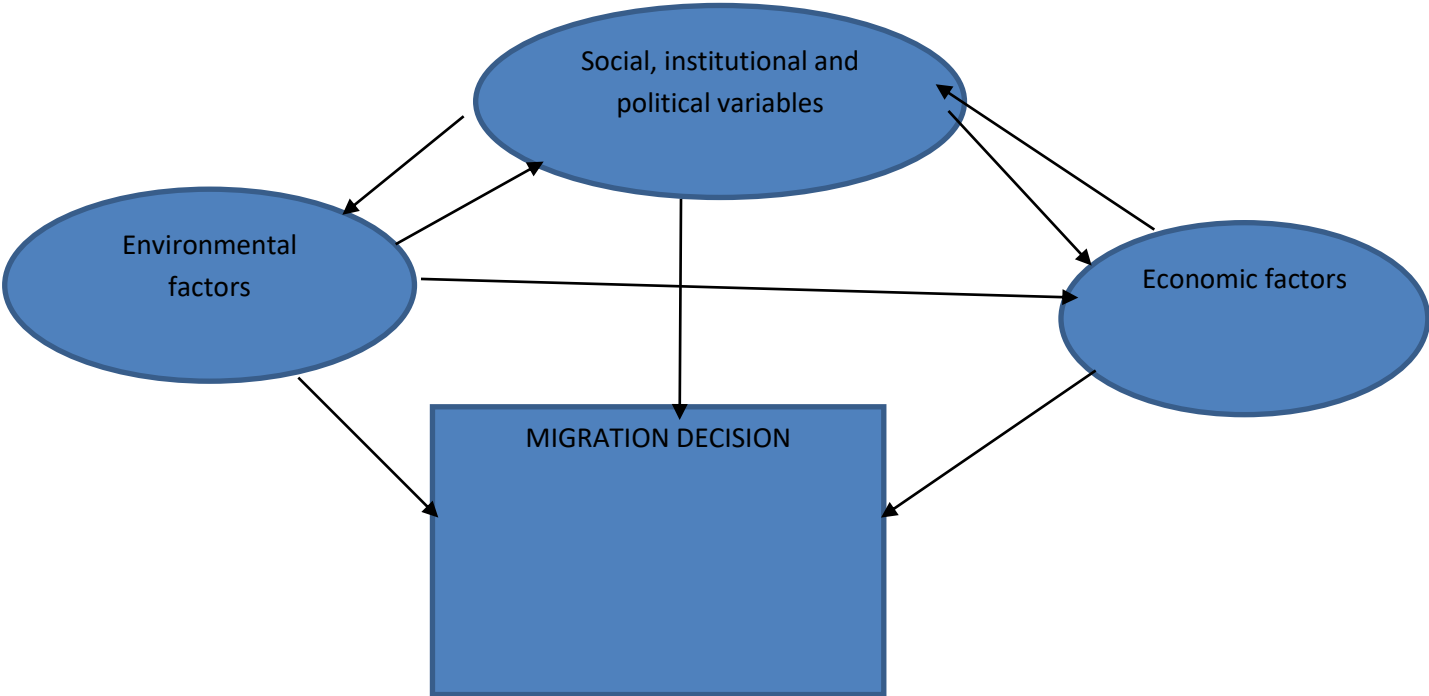 Social, institutional and
political variables
Environmental
factors
Economic factors
MIGRATION DECISION